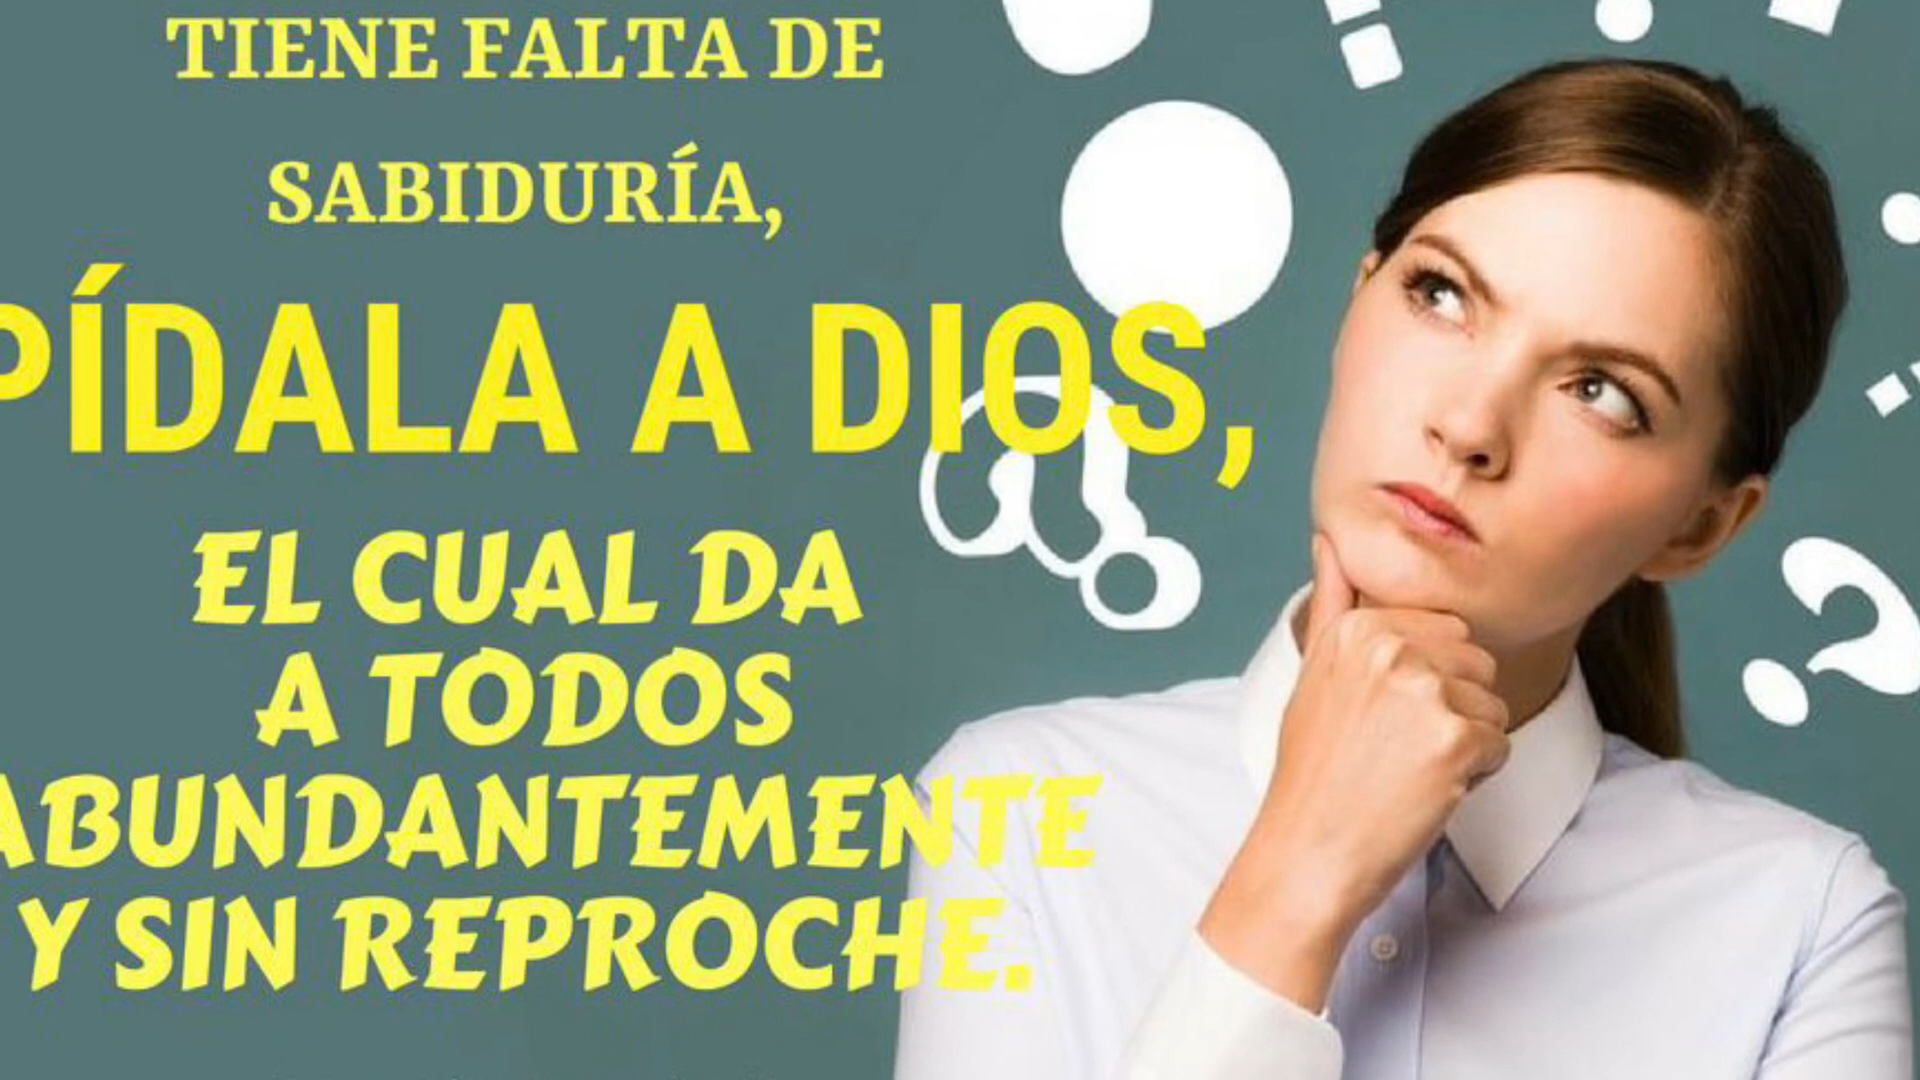 TIENE FALTA DE
SABIDURÍA,
PÍDALA A DIOS,
EL CUAL DA
A TODOS
ABUNDANTEMENTE
Y SIN REPROCHE.